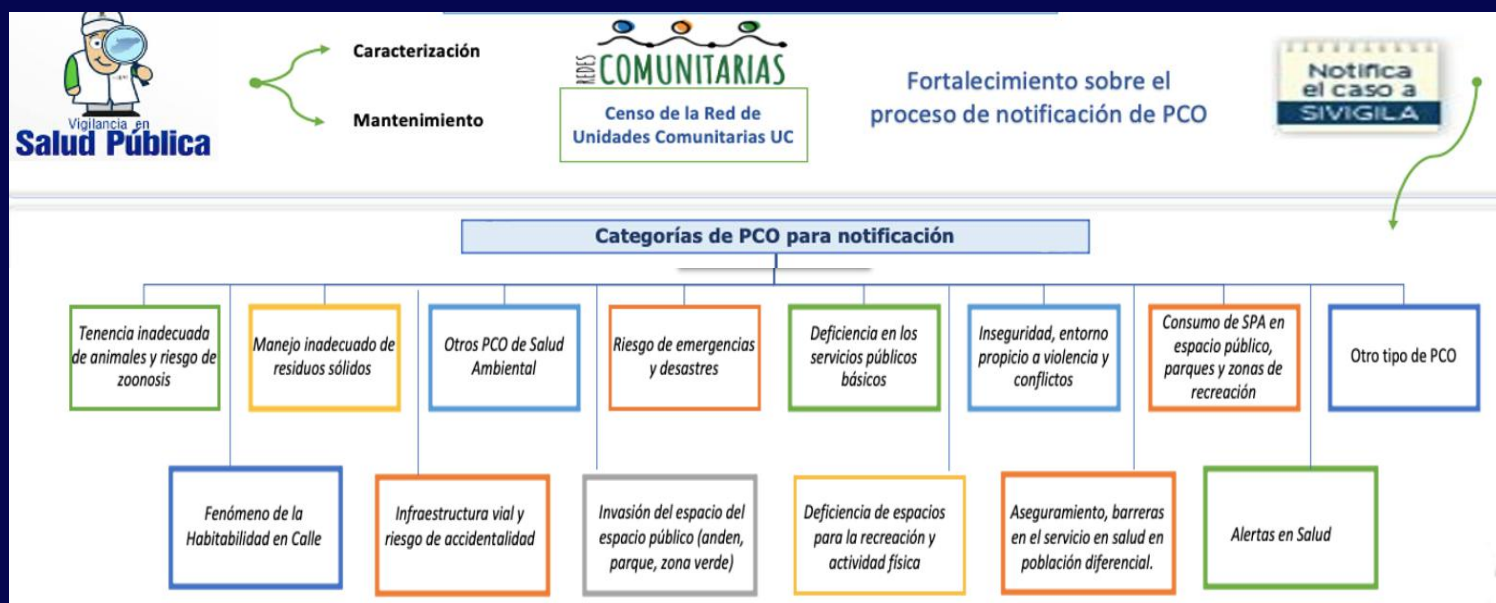 Vigilancia en
Salud Pública
Caracterización
Mantenimiento
REDES
COMUNITARIAS
Censo de la Red de
Unidades Comunitarias UC
Fortalecimiento sobre el
proceso de notificación de PCO
Notifica
el caso a
SIVIGILA
Categorías de PCO para notificación
Tenencia inadecuada
de animales y riesgo de
zoonosis
Manejo inadecuado de
residuos sólidos
Otros PCO de Salud
Ambiental
Riesgo de emergencias
y desastres
Deficiencia en los
servicios públicos
básicos
Inseguridad, entorno
propicio a violencia y
conflictos
Consumo de SPA en
espacio público,
parques y zonas de
recreación
Otro tipo de PCO
Fenómeno de la
Habitabilidad en Calle
Infraestructura vial y
riesgo de accidentalidad
Invasión del espacio del
espacio público (anden,
parque, zona verde)
Deficiencia de espacios
para la recreación y
actividad física
Aseguramiento, barreras
en el servicio en salud en
población diferencial.
Alertas en Salud